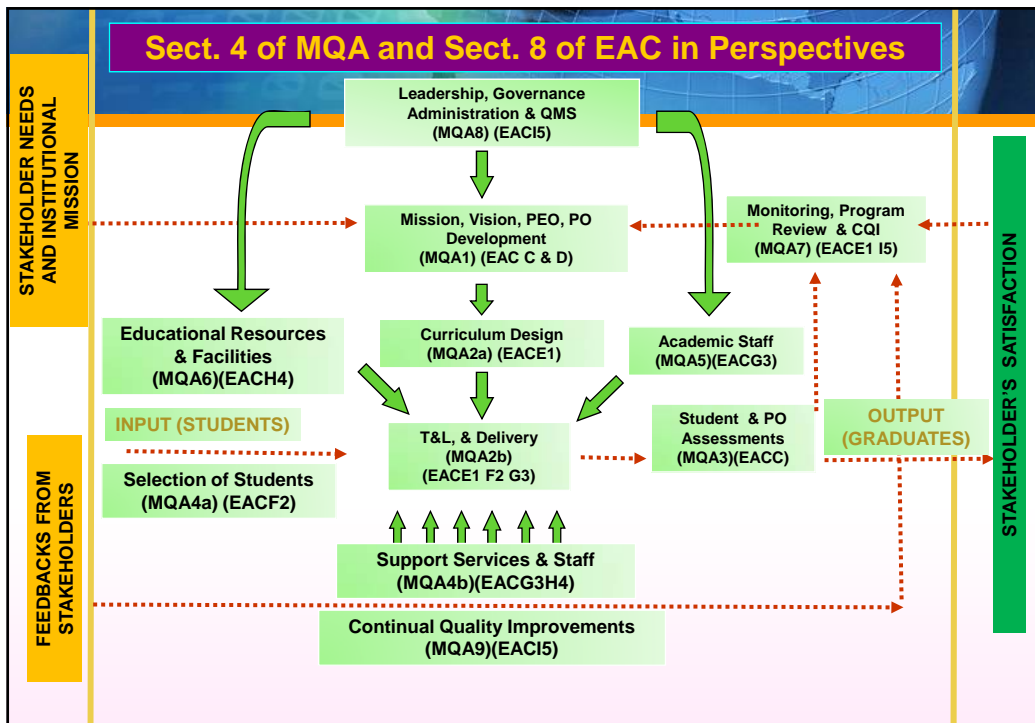 Sect. 4 of MQA and Sect. 8 of EAC in Perspectives
STAKEHOLDER NEEDS
AND INSTITUTIONAL
MISSION
Leadership, Governance
Administration & QMS
(MQA8) (EACI5)
Mission, Vision, PEO, PO
Development
(MQA1) (EAC C & D)
Monitoring, Program
Review & CQI
(MQA7) (EACE1 I5)
Educational Resources
& Facilities
(MQA6)(EACH4)
Curriculum Design
(MQA2a) (EACE1)
Academic Staff
(MQA5)(EACG3)
STAKEHOLDER'S SATISFACTION
INPUT (STUDENTS)
Selection of Students
(MQA4a) (EACF2)
T&L, & Delivery
(MQA2b)
(EACE1 F2 G3)
Student & PO
Assessments
(MQA3)(EACC)
OUTPUT
(GRADUATES)
FEEDBACKS FROM
STAKEHOLDERS
Support Services & Staff
(MQA4b)(EACG3H4)
Continual Quality Improvements
(MQA9)(EACI5)